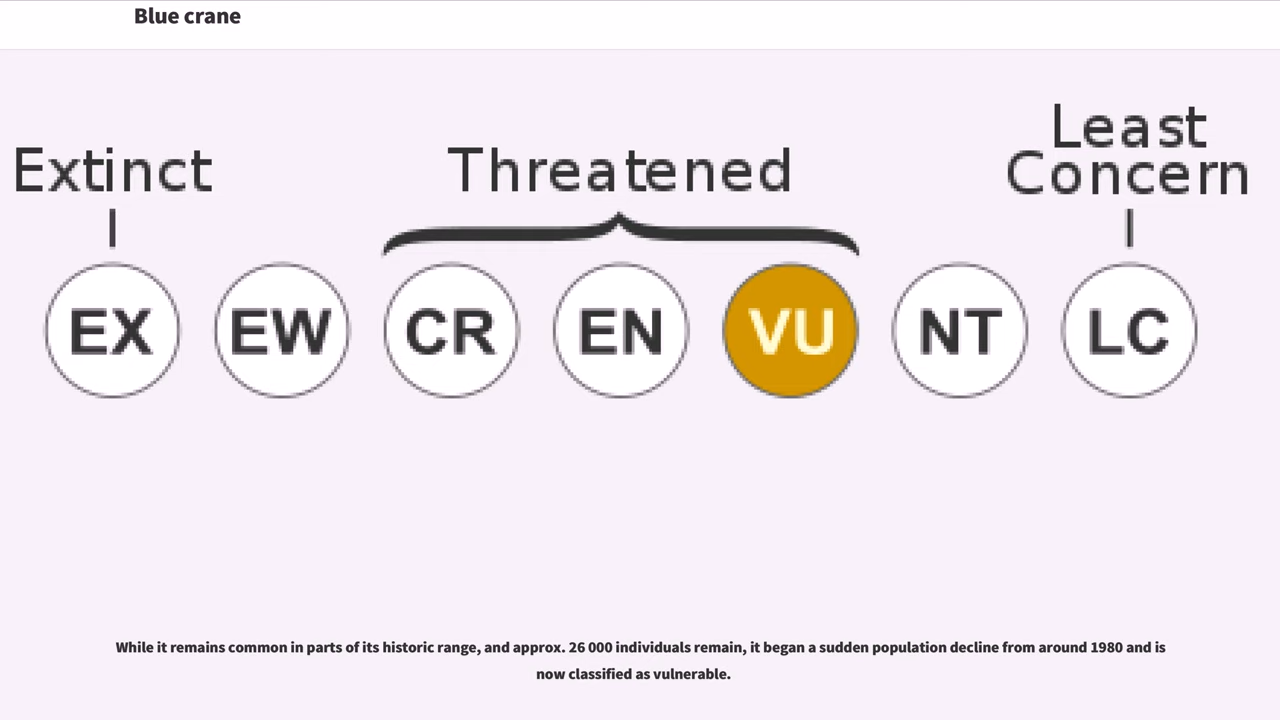 Blue crane
Least
Extinct Threatened Concern
EX EW CR EN VU NT LC
While it remains common in parts of its historic range, and approx. 26 000 individuals remain, it began a sudden population decline from around 1980 and is
now classified as vulnerable.